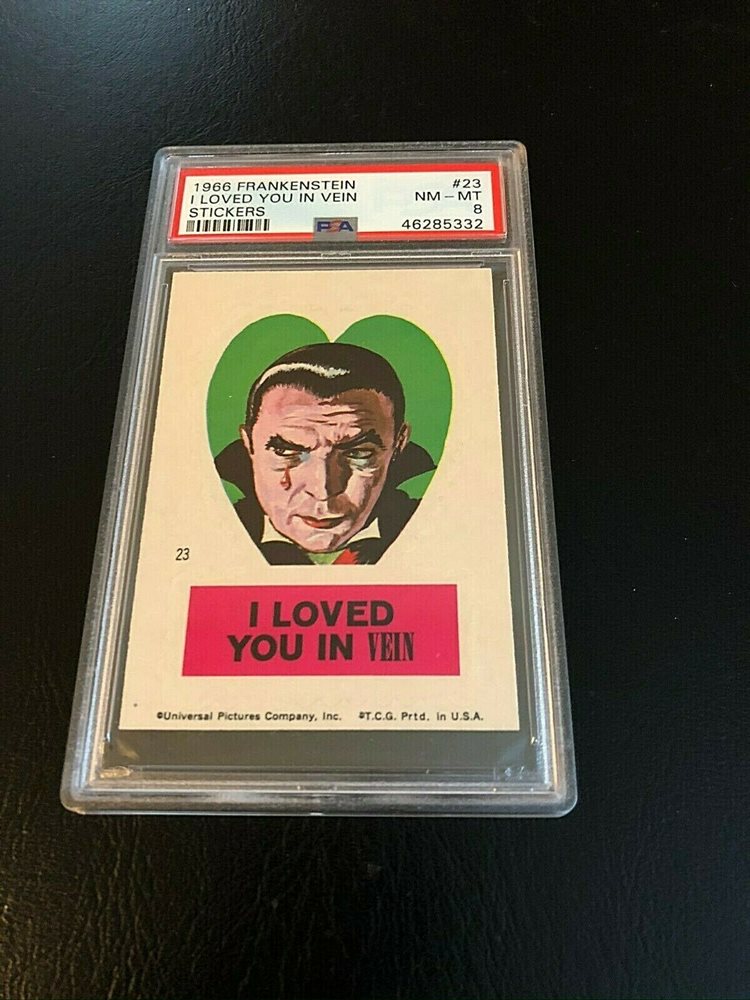 1966 FRANKENSTEIN #23
I LOVED YOU IN VEIN NM - MT
STICKERS 8
PSA 46285332
23
I LOVED
YOU IN VEIN
©Universal Pictures Company, Inc. ©T.C.G. Prtd. in U.S.A.